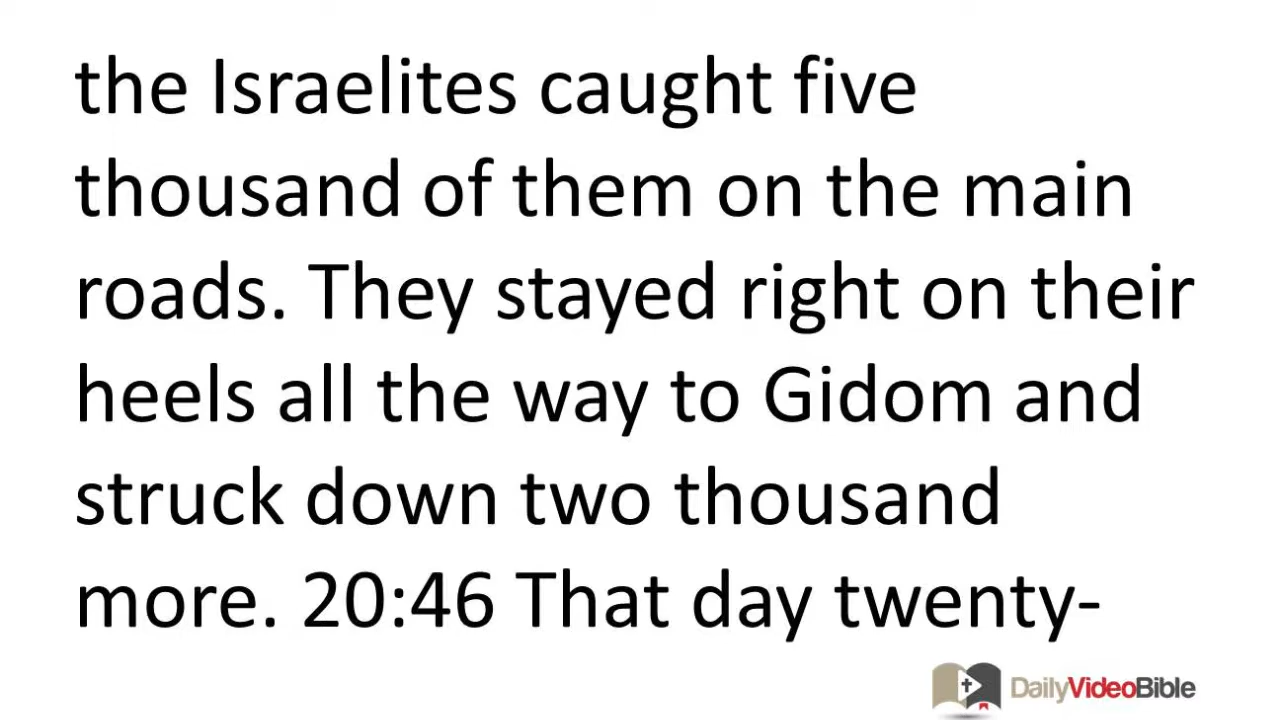 the Israelites caught five
thousand of them on the main
roads. They stayed right on their
heels all the way to Gidom and
struck down two thousand
more. 20:46 That day twenty-
DailyVideoBible